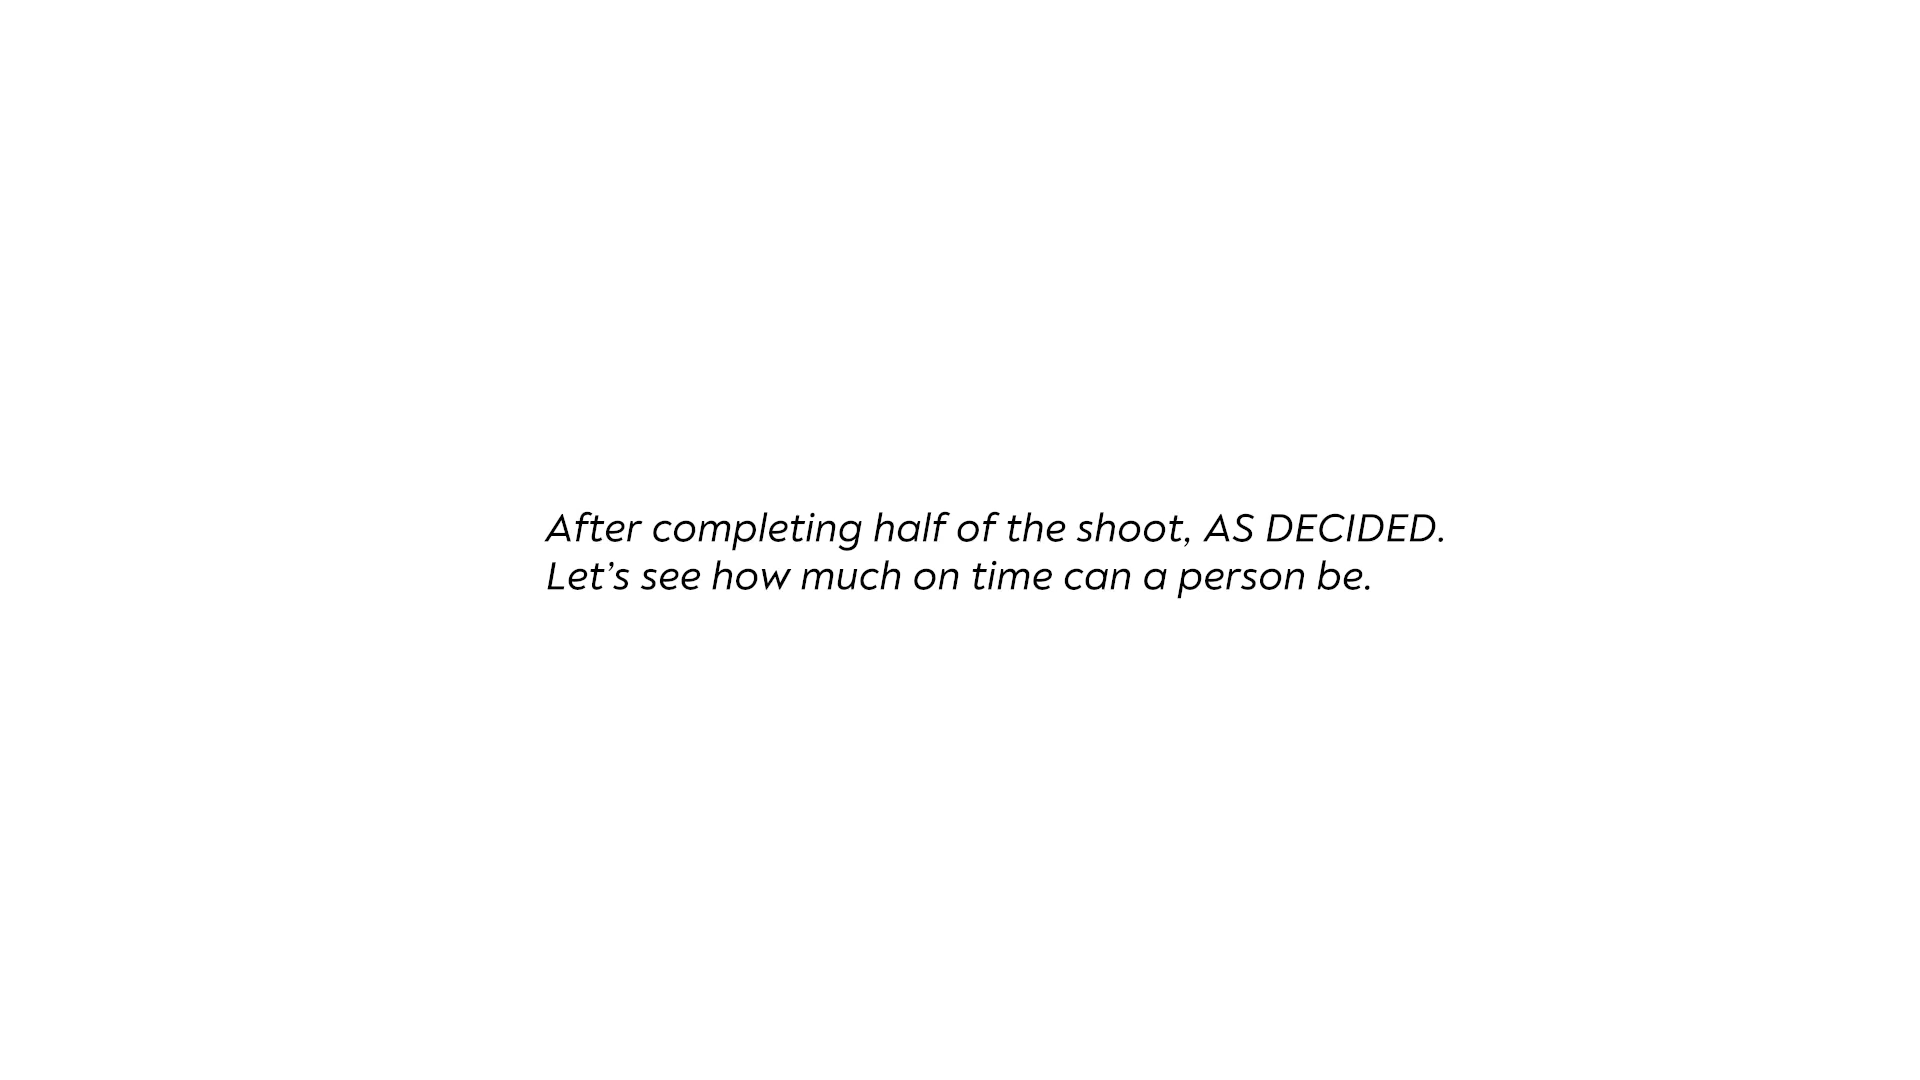 After completing half of the shoot, AS DECIDED.
Let’s see how much on time can a person be.